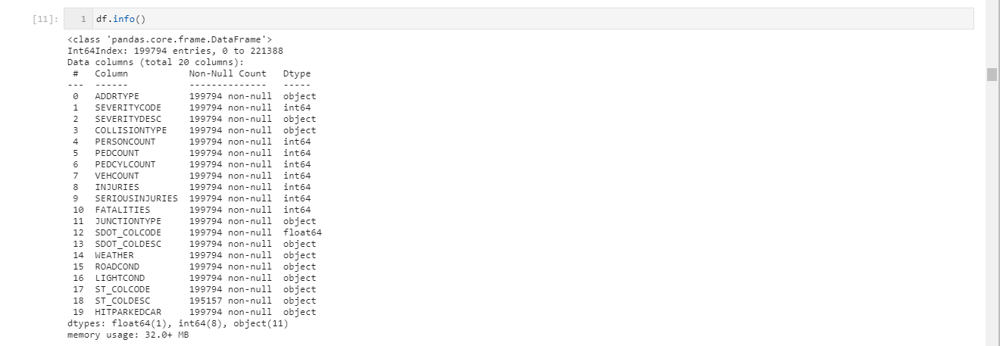 [11]: 1 df.info()
<class 'pandas.core.frame.DataFrame'>
Int64Index: 199794 entries, 0 to 221388
Data columns (total 20 columns):
 #   Column           Non-Null Count   Dtype
---  ------           --------------   -----
 0   ADDRTYPE         199794 non-null  object
 1   SEVERITYCODE     199794 non-null  int64
 2   SEVERITYDESC     199794 non-null  object
 3   COLLISIONTYPE    199794 non-null  object
 4   PERSONCOUNT      199794 non-null  int64
 5   PEDCOUNT         199794 non-null  int64
 6   PEDCYLCOUNT      199794 non-null  int64
 7   VEHCOUNT         199794 non-null  int64
 8   INJURIES         199794 non-null  int64
 9   SERIOUSINJURIES  199794 non-null  int64
 10  FATALITIES       199794 non-null  int64
 11  JUNCTIONTYPE     199794 non-null  object
 12  SDOT_COLCODE     199794 non-null  float64
 13  SDOT_COLDESC     199794 non-null  object
 14  WEATHER          199794 non-null  object
 15  ROADCOND         199794 non-null  object
 16  LIGHTCOND        199794 non-null  object
 17  ST_COLCODE       199794 non-null  object
 18  ST_COLDESC       195157 non-null  object
 19  HITPARKEDCAR     199794 non-null  object
dtypes: float64(1), int64(8), object(11)
memory usage: 32.0+ MB